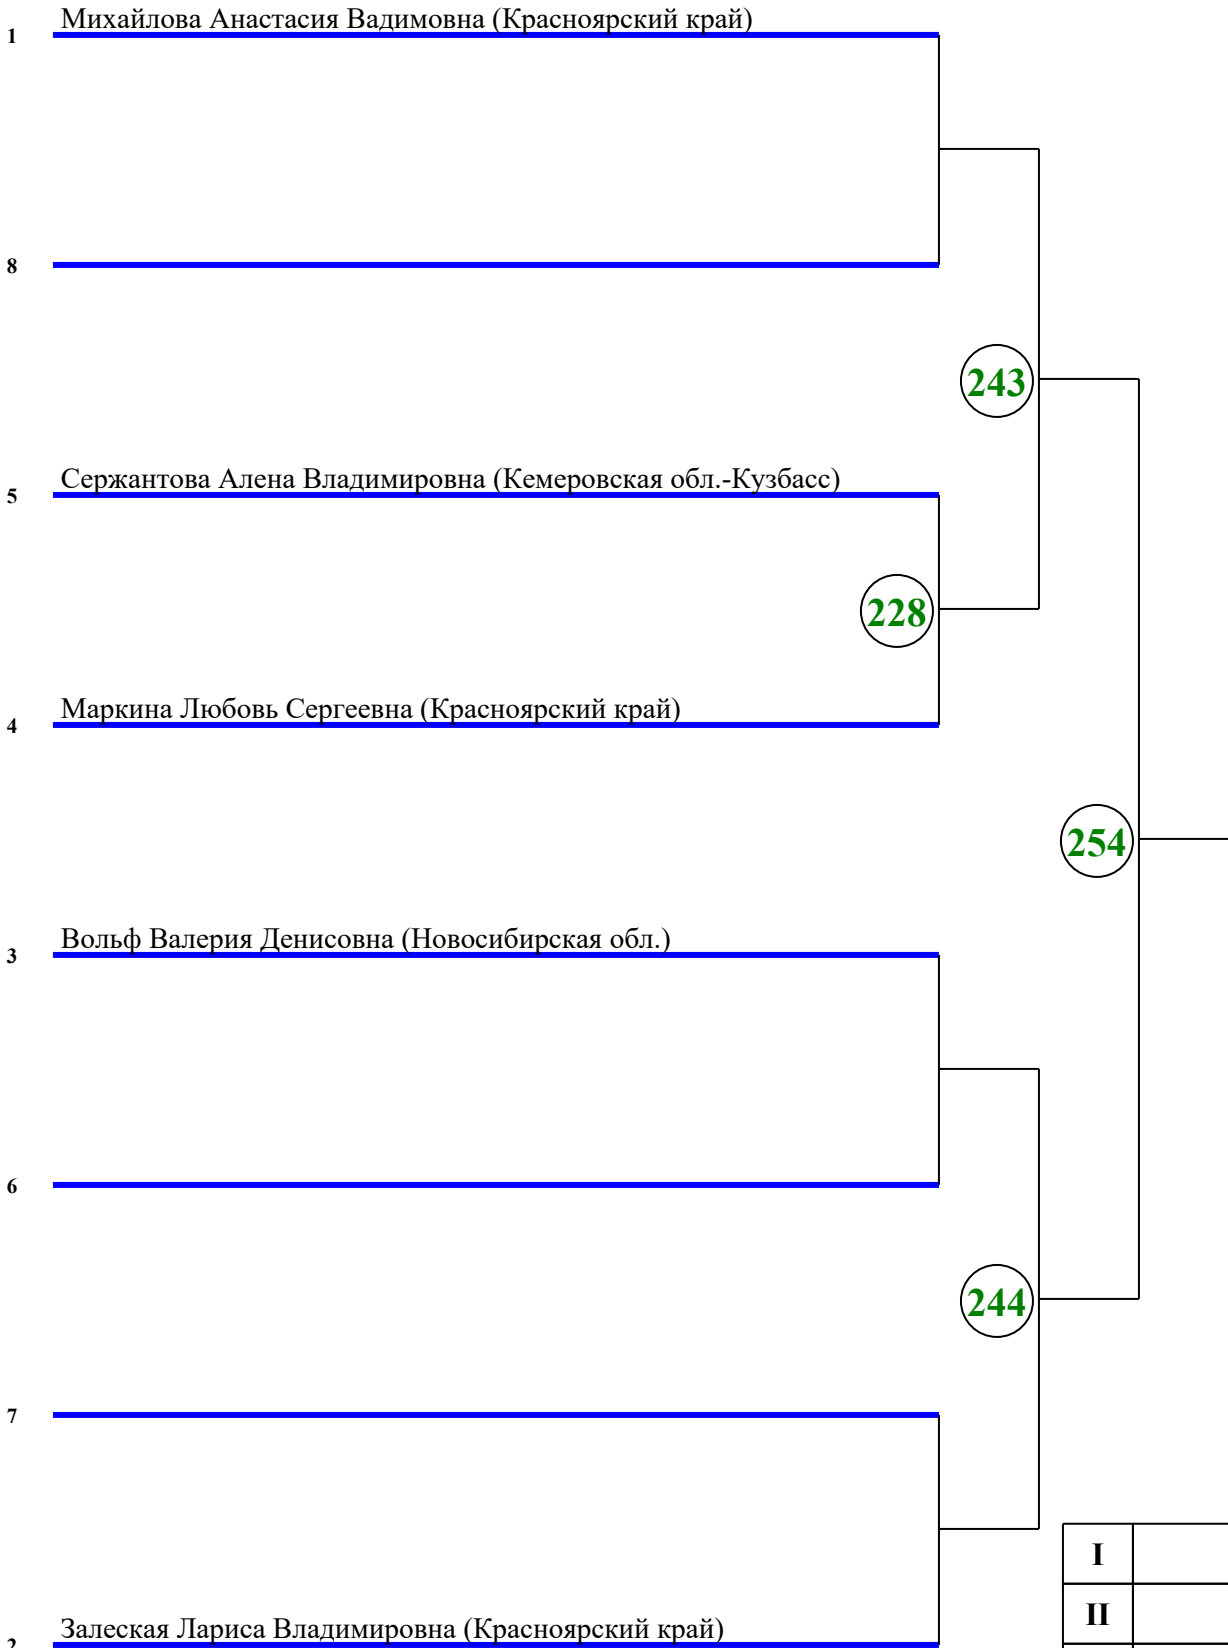 Михайлова Анастасия Вадимовна (Красноярский край)
1
8
243
Сержантова Алена Владимировна (Кемеровская обл.-Кузбасс)
5
228
Маркина Любовь Сергеевна (Красноярский край)
4
254
Вольф Валерия Денисовна (Новосибирская обл.)
3
6
244
7
I
II
Залеская Лариса Владимировна (Красноярский край)
2